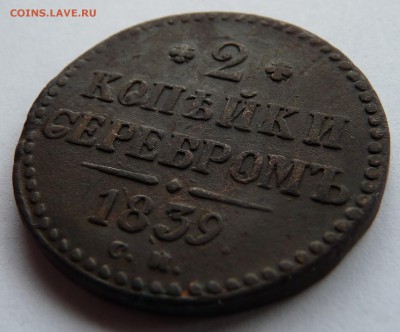 COINS.LAVE.RU
* 2 *
КОПѢЙКИ
СЕРЕБРОМЪ
1839
С. М.